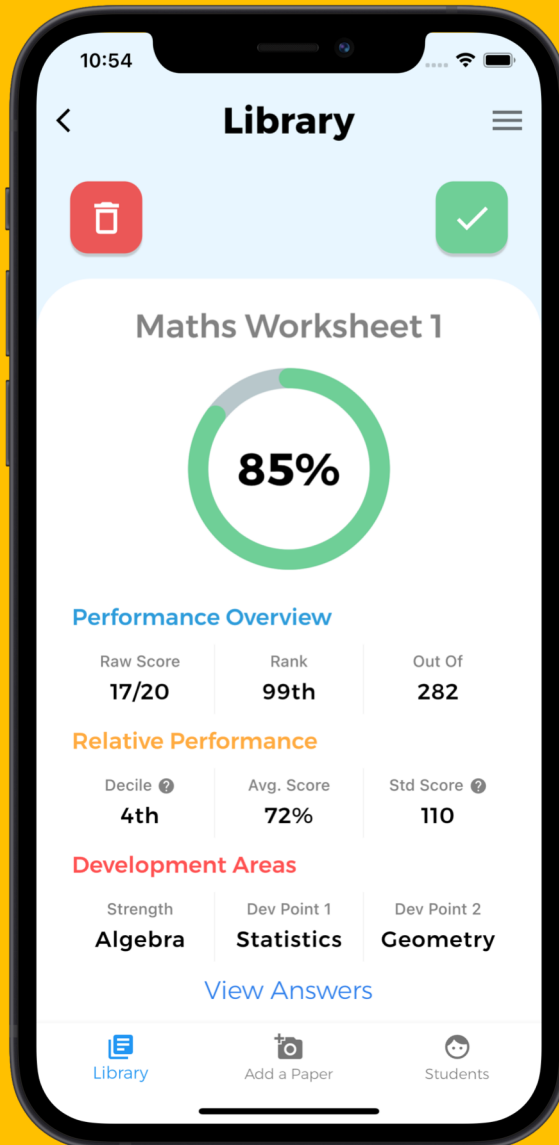 10:54
Library
Maths Worksheet 1
85%
Performance Overview
Raw Score Rank Out Of
17/20 99th 282
Relative Performance
Decile ? Avg. Score Std Score ?
4th 72% 110
Development Areas
Strength Dev Point 1 Dev Point 2
Algebra Statistics Geometry
View Answers
Library Add a Paper Students